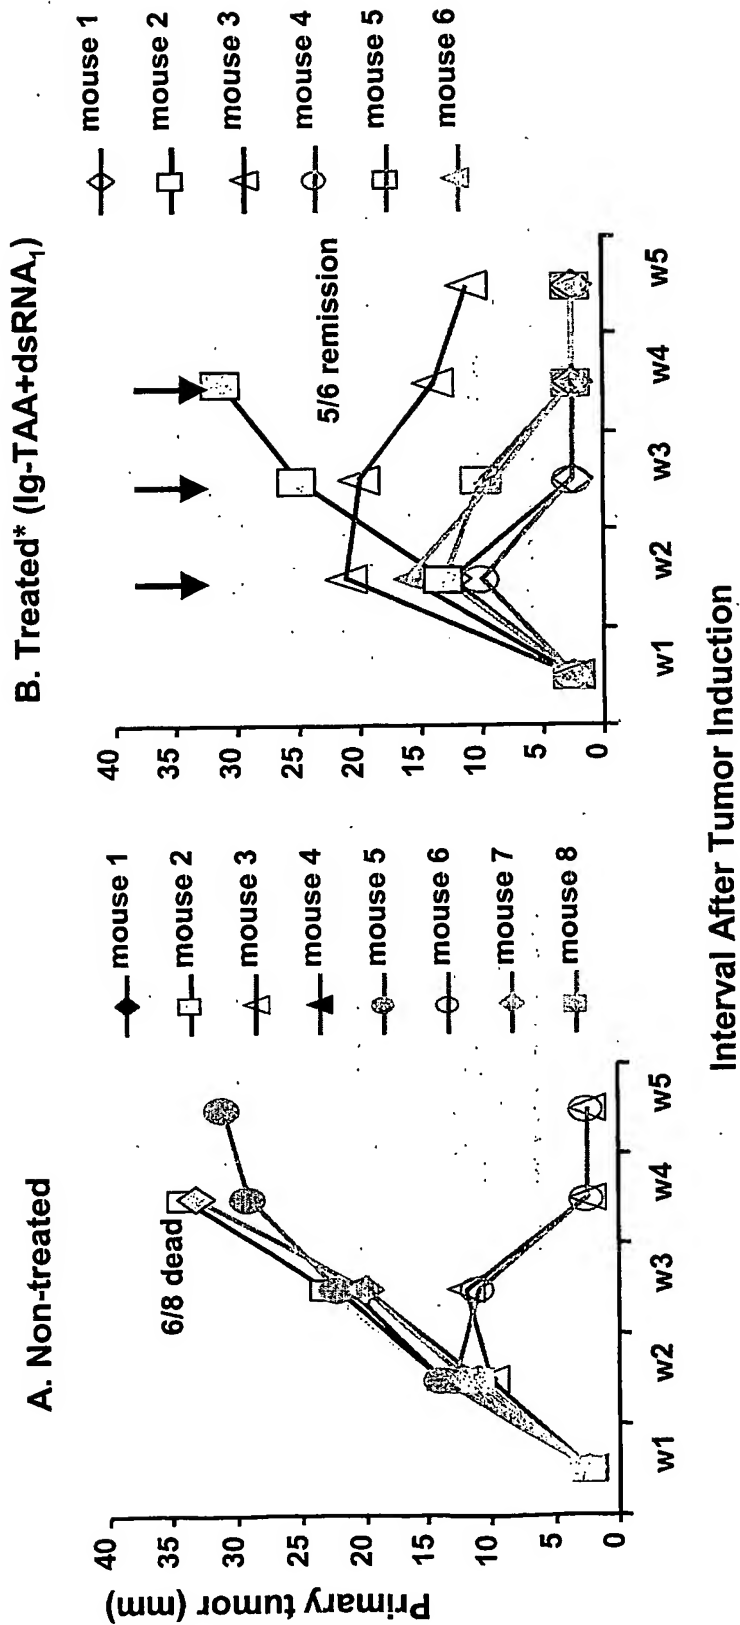 A. Non-treated
Primary tumor (mm)
40
35
30
25
20
15
10
5
0
w1
w2
w3
w4
w5
6/8 dead
mouse 1
mouse 2
mouse 3
mouse 4
mouse 5
mouse 6
mouse 7
mouse 8
B. Treated* (Ig-TAA+dsRNA1)
40
35
30
25
20
15
10
5
0
w1
w2
w3
w4
w5
5/6 remission
mouse 1
mouse 2
mouse 3
mouse 4
mouse 5
mouse 6
Interval After Tumor Induction